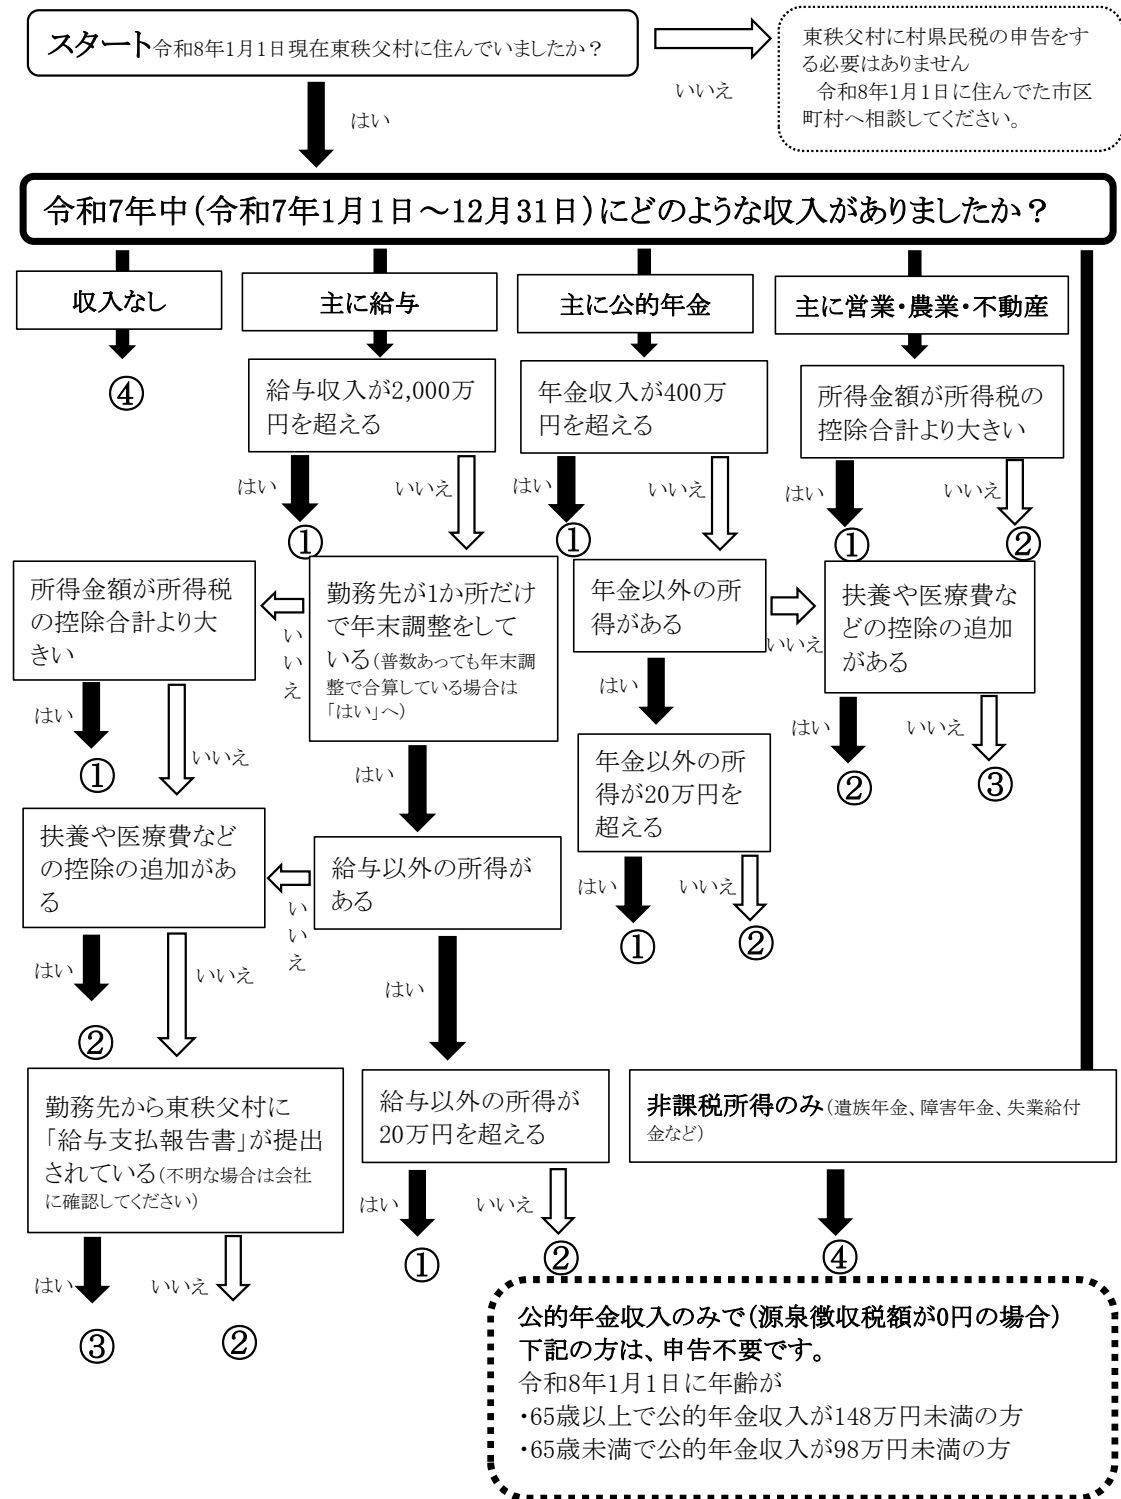 スタート 令和8年1月1日現在東秩父村に住んでいましたか？
いいえ
東秩父村に村県民税の申告をす
る必要はありません
　令和8年1月1日に住んでた市区
町村へ相談してください。
はい
令和7年中（令和7年1月1日～12月31日）にどのような収入がありましたか？
収入なし
主に給与
主に公的年金
主に営業・農業・不動産
④
給与収入が2,000万
円を超える
年金収入が400万
円を超える
所得金額が所得税の
控除合計より大きい
はい
いいえ
はい
いいえ
はい
いいえ
①
①
①
②
所得金額が所得税
の控除合計より大
きい
いいえ
勤務先が1か所だけ
で年末調整をして
いる（普数あっても年末調
整で合算している場合は
「はい」へ）
年金以外の所
得がある
いいえ
扶養や医療費な
どの控除の追加
がある
はい
いいえ
はい
はい
はい
いいえ
①
年金以外の所
得が20万円を
超える
②
③
扶養や医療費など
の控除の追加があ
る
いいえ
給与以外の所得が
ある
はい
いいえ
①
②
はい
いいえ
はい
②
勤務先から東秩父村に
「給与支払報告書」が提出
されている（不明な場合は会社
に確認してください）
給与以外の所得が
20万円を超える
非課税所得のみ（遺族年金、障害年金、失業給付
金など）
はい
いいえ
①
②
④
はい
いいえ
③
②
公的年金収入のみで（源泉徴収税額が0円の場合）
下記の方は、申告不要です。
令和8年1月1日に年齢が
・65歳以上で公的年金収入が148万円未満の方
・65歳未満で公的年金収入が98万円未満の方